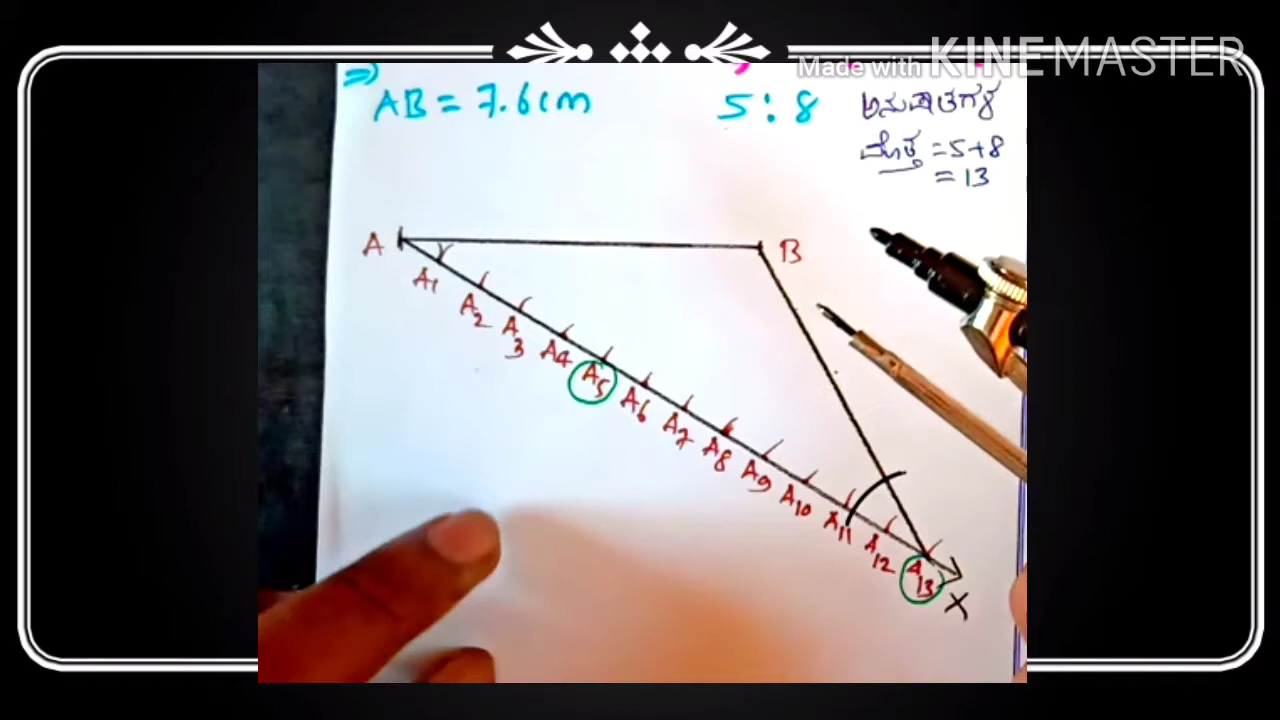 Made with KINEMASTER
⇒
AB = 7.6cm
5 : 8
ಅನುಪಾತಗಳ
ಮೊತ್ತ = 5+8
= 13
A
B
A1
A2
A3
A4
A5
A6
A7
A8
A9
A10
A11
A12
A13
X